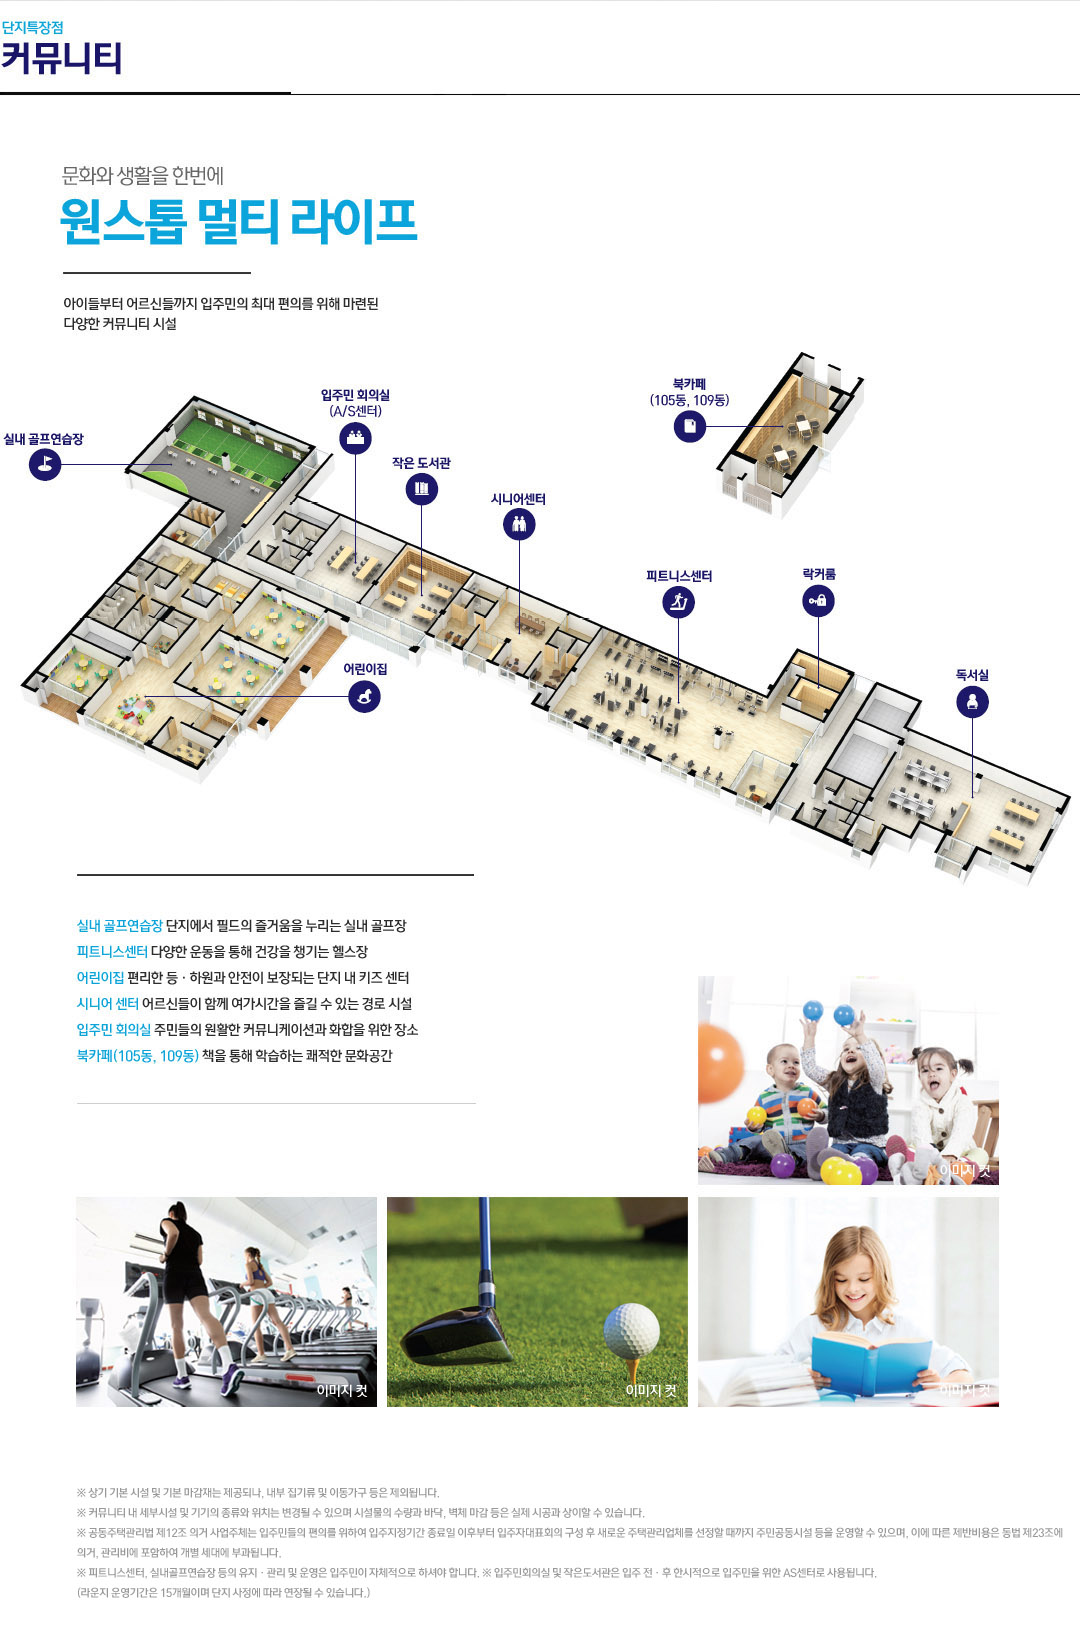 단지특장점
커뮤니티
문화와 생활을 한번에
원스톱 멀티 라이프
아이들부터 어르신들까지 입주민의 최대 편의를 위해 마련된
다양한 커뮤니티 시설
실내 골프연습장
입주민 회의실
(A/S센터)
작은 도서관
시니어센터
북카페
(105동, 109동)
피트니스센터
락커룸
독서실
어린이집
실내 골프연습장 단지에서 필드의 즐거움을 누리는 실내 골프장
피트니스센터 다양한 운동을 통해 건강을 챙기는 헬스장
어린이집 편리한 등 · 하원과 안전이 보장되는 단지 내 키즈 센터
시니어 센터 어르신들이 함께 여가시간을 즐길 수 있는 경로 시설
입주민 회의실 주민들의 원활한 커뮤니케이션과 화합을 위한 장소
북카페(105동, 109동) 책을 통해 학습하는 쾌적한 문화공간
이미지 컷
이미지 컷
이미지 컷
이미지 컷
※ 상기 기본 시설 및 기본 마감재는 제공되나, 내부 집기류 및 이동가구 등은 제외됩니다.
※ 커뮤니티 내 세부시설 및 기기의 종류와 위치는 변경될 수 있으며 시설물의 수량과 바닥, 벽체 마감 등은 실제 시공과 상이할 수 있습니다.
※ 공동주택관리법 제12조 의거 사업주체는 입주민들의 편의를 위하여 입주지정기간 종료일 이후부터 입주자대표회의 구성 후 새로운 주택관리업체를 선정할 때까지 주민공동시설 등을 운영할 수 있으며, 이에 따른 제반비용은 동법 제23조에
의거, 관리비에 포함하여 개별 세대에 부과됩니다.
※ 피트니스센터, 실내골프연습장 등의 유지 · 관리 및 운영은 입주민이 자체적으로 하셔야 합니다. ※ 입주민회의실 및 작은도서관은 입주 전 · 후 한시적으로 입주민을 위한 AS센터로 사용됩니다.
(라운지 운영기간은 15개월이며 단지 사정에 따라 연장될 수 있습니다.)